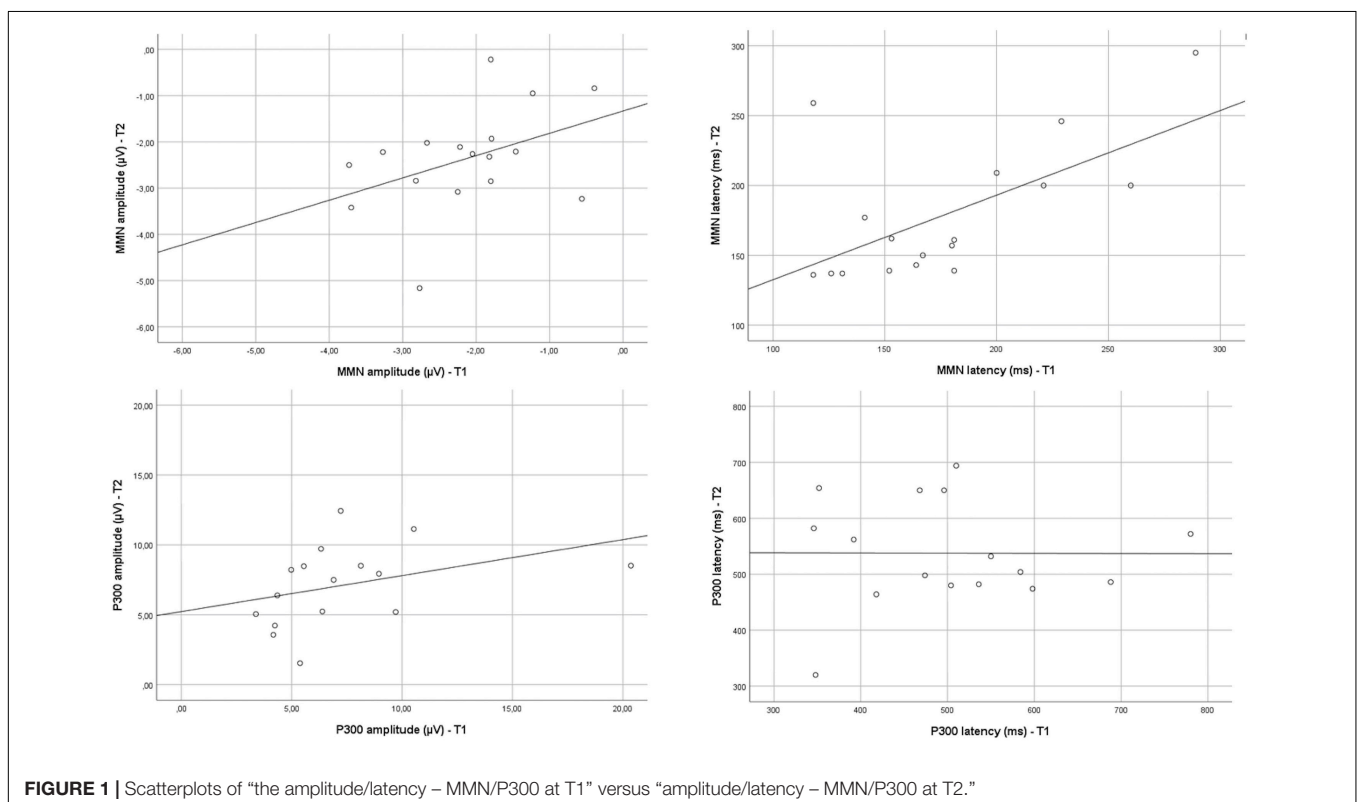 ,00
-1,00
-2,00
-3,00
-4,00
-5,00
-6,00
MMN amplitude (µV) - T2
-6,00 -5,00 -4,00 -3,00 -2,00 -1,00 ,00
MMN amplitude (µV) - T1
300
250
200
150
100
MMN latency (ms) - T2
100 150 200 250 300
MMN latency (ms) - T1
20,00
15,00
10,00
5,00
,00
P300 amplitude (µV) - T2
,00 5,00 10,00 15,00 20,00
P300 amplitude (µV) - T1
800
700
600
500
400
300
P300 latency (ms) - T2
300 400 500 600 700 800
P300 latency (ms) - T1
FIGURE 1 | Scatterplots of “the amplitude/latency – MMN/P300 at T1” versus “amplitude/latency – MMN/P300 at T2.”